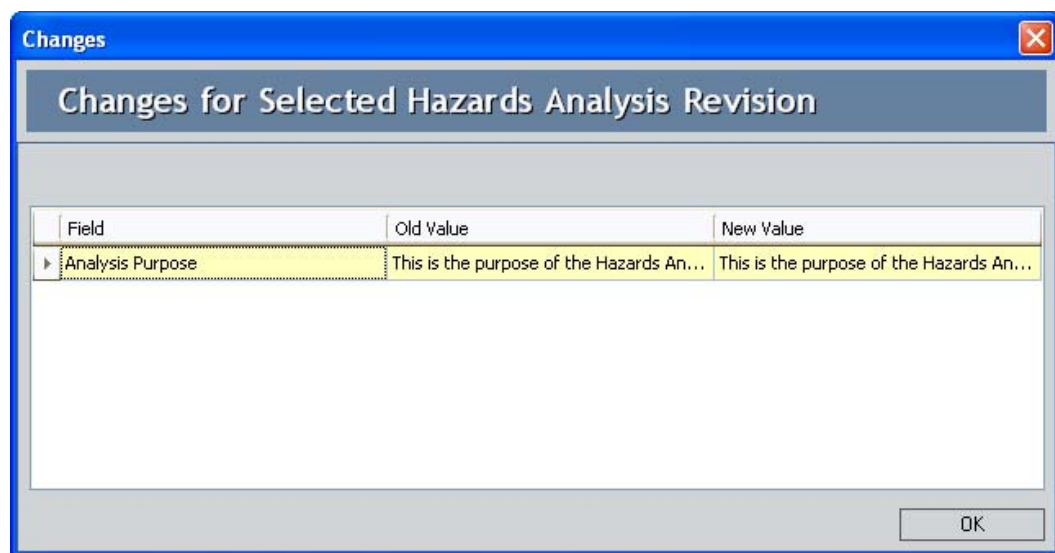 Changes
Changes for Selected Hazards Analysis Revision
Field Old Value New Value
Analysis Purpose This is the purpose of the Hazards An... This is the purpose of the Hazards An...
OK